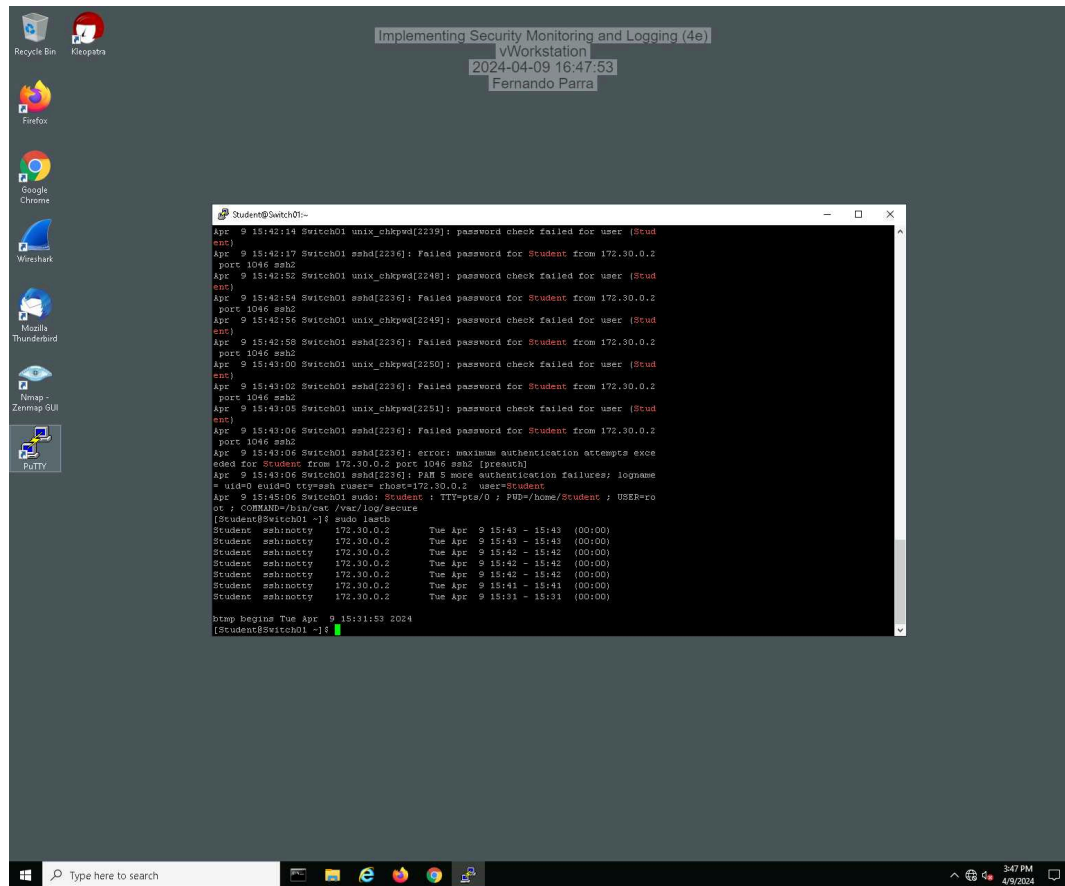 Implementing Security Monitoring and Logging (4e)
vWorkstation
2024-04-09 16:47:53
Fernando Parra
Recycle Bin
Kleopatra
Firefox
Google
Chrome
Wireshark
Mozilla
Thunderbird
Nmap -
Zenmap GUI
PuTTY
Student@Switch01:~
Apr  9 15:42:14 Switch01 unix_chkpwd[2239]: password check failed for user (Stud
ent)
Apr  9 15:42:17 Switch01 sshd[2236]: Failed password for Student from 172.30.0.2
 port 1046 ssh2
Apr  9 15:42:52 Switch01 unix_chkpwd[2248]: password check failed for user (Stud
ent)
Apr  9 15:42:54 Switch01 sshd[2236]: Failed password for Student from 172.30.0.2
 port 1046 ssh2
Apr  9 15:42:56 Switch01 unix_chkpwd[2249]: password check failed for user (Stud
ent)
Apr  9 15:42:58 Switch01 sshd[2236]: Failed password for Student from 172.30.0.2
 port 1046 ssh2
Apr  9 15:43:00 Switch01 unix_chkpwd[2250]: password check failed for user (Stud
ent)
Apr  9 15:43:02 Switch01 sshd[2236]: Failed password for Student from 172.30.0.2
 port 1046 ssh2
Apr  9 15:43:05 Switch01 unix_chkpwd[2251]: password check failed for user (Stud
ent)
Apr  9 15:43:06 Switch01 sshd[2236]: Failed password for Student from 172.30.0.2
 port 1046 ssh2
Apr  9 15:43:06 Switch01 sshd[2236]: error: maximum authentication attempts exce
eded for Student from 172.30.0.2 port 1046 ssh2 [preauth]
Apr  9 15:43:06 Switch01 sshd[2236]: PAM 5 more authentication failures; logname
= uid=0 euid=0 tty=ssh ruser= rhost=172.30.0.2  user=Student
Apr  9 15:45:06 Switch01 sudo: Student : TTY=pts/0 ; PWD=/home/Student ; USER=ro
ot ; COMMAND=/bin/cat /var/log/secure
[Student@Switch01 ~]$ sudo lastb
Student  ssh:notty    172.30.0.2       Tue Apr  9 15:43 - 15:43  (00:00)
Student  ssh:notty    172.30.0.2       Tue Apr  9 15:43 - 15:43  (00:00)
Student  ssh:notty    172.30.0.2       Tue Apr  9 15:42 - 15:42  (00:00)
Student  ssh:notty    172.30.0.2       Tue Apr  9 15:42 - 15:42  (00:00)
Student  ssh:notty    172.30.0.2       Tue Apr  9 15:42 - 15:42  (00:00)
Student  ssh:notty    172.30.0.2       Tue Apr  9 15:41 - 15:41  (00:00)
Student  ssh:notty    172.30.0.2       Tue Apr  9 15:31 - 15:31  (00:00)
btmp begins Tue Apr  9 15:31:53 2024
[Student@Switch01 ~]$
Type here to search
3:47 PM
4/9/2024